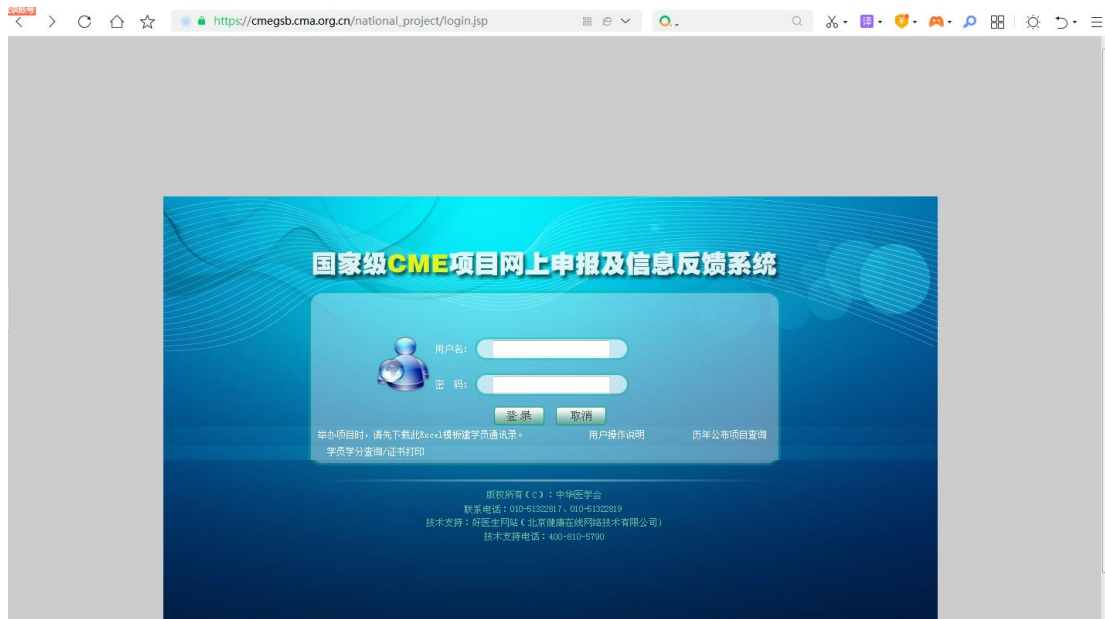 https://cmegsb.cma.org.cn/national_project/login.jsp
译
国家级CME项目网上申报及信息反馈系统
用户名：
密 码：
登录 取消
举办项目时，请先下载此Excel模板建学员通讯录。 用户操作说明 历年公布项目查询
学员学分查询/证书打印
版权所有(C)：中华医学会
联系电话：010-51322817、010-51322819
技术支持：好医生网站(北京健康在线网络技术有限公司)
技术支持电话：400-810-5790